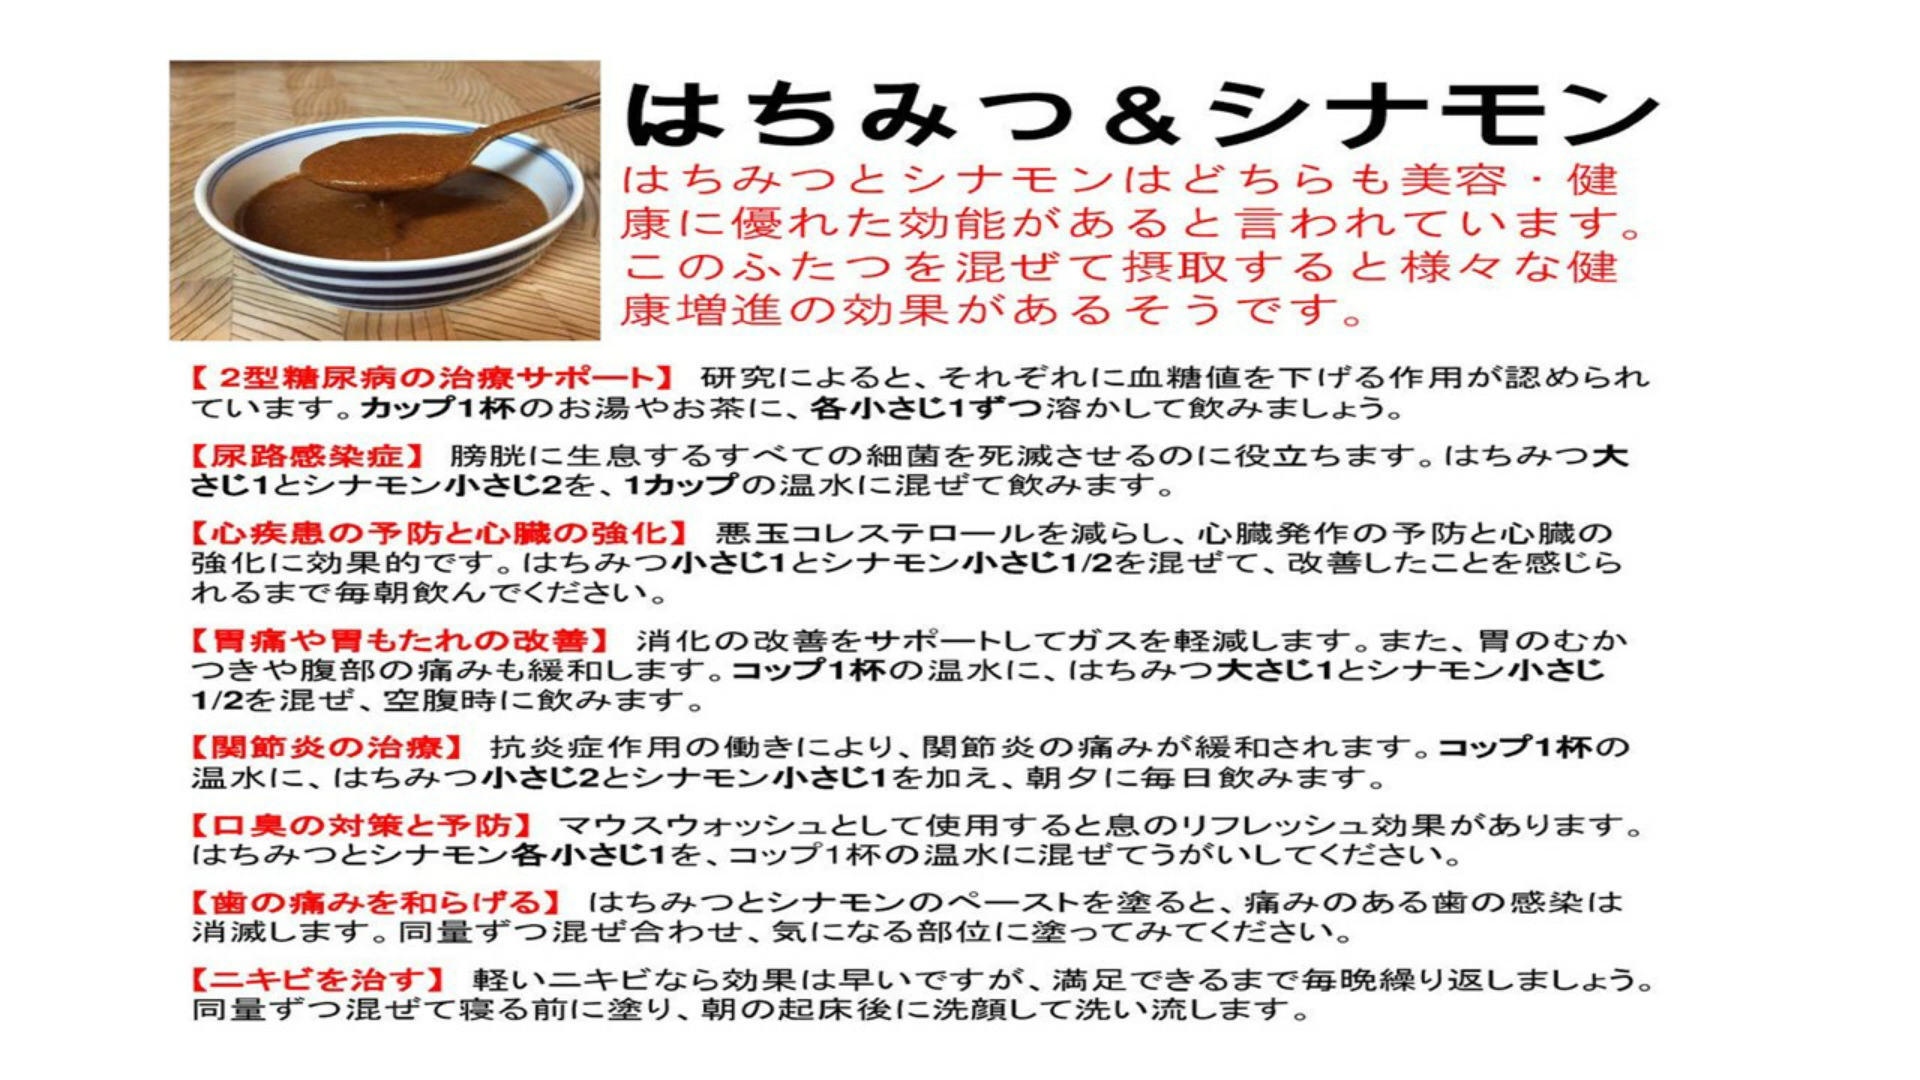 はちみつ＆シナモン
はちみつとシナモンはどちらも美容・健
康に優れた効能があると言われています。
このふたつを混ぜて摂取すると様々な健
康増進の効果があるそうです。
【 2型糖尿病の治療サポート】 研究によると、それぞれに血糖値を下げる作用が認められ
ています。カップ1杯のお湯やお茶に、各小さじ1ずつ溶かして飲みましょう。
【尿路感染症】 膀胱に生息するすべての細菌を死滅させるのに役立ちます。はちみつ大
さじ1とシナモン小さじ2を、1カップの温水に混ぜて飲みます。
【心疾患の予防と心臓の強化】 悪玉コレステロールを減らし、心臓発作の予防と心臓の
強化に効果的です。はちみつ小さじ1とシナモン小さじ1/2を混ぜて、改善したことを感じら
れるまで毎朝飲んでください。
【胃痛や胃もたれの改善】 消化の改善をサポートしてガスを軽減します。また、胃のむか
つきや腹部の痛みも緩和します。コップ1杯の温水に、はちみつ大さじ1とシナモン小さじ
1/2を混ぜ、空腹時に飲みます。
【関節炎の治療】 抗炎症作用の働きにより、関節炎の痛みが緩和されます。コップ1杯の
温水に、はちみつ小さじ2とシナモン小さじ1を加え、朝夕に毎日飲みます。
【口臭の対策と予防】 マウスウォッシュとして使用すると息のリフレッシュ効果があります。
はちみつとシナモン各小さじ1を、コップ1杯の温水に混ぜてうがいしてください。
【歯の痛みを和らげる】 はちみつとシナモンのペーストを塗ると、痛みのある歯の感染は
消滅します。同量ずつ混ぜ合わせ、気になる部位に塗ってみてください。
【ニキビを治す】 軽いニキビなら効果は早いですが、満足できるまで毎晩繰り返しましょう。
同量ずつ混ぜて寝る前に塗り、朝の起床後に洗顔して洗い流します。